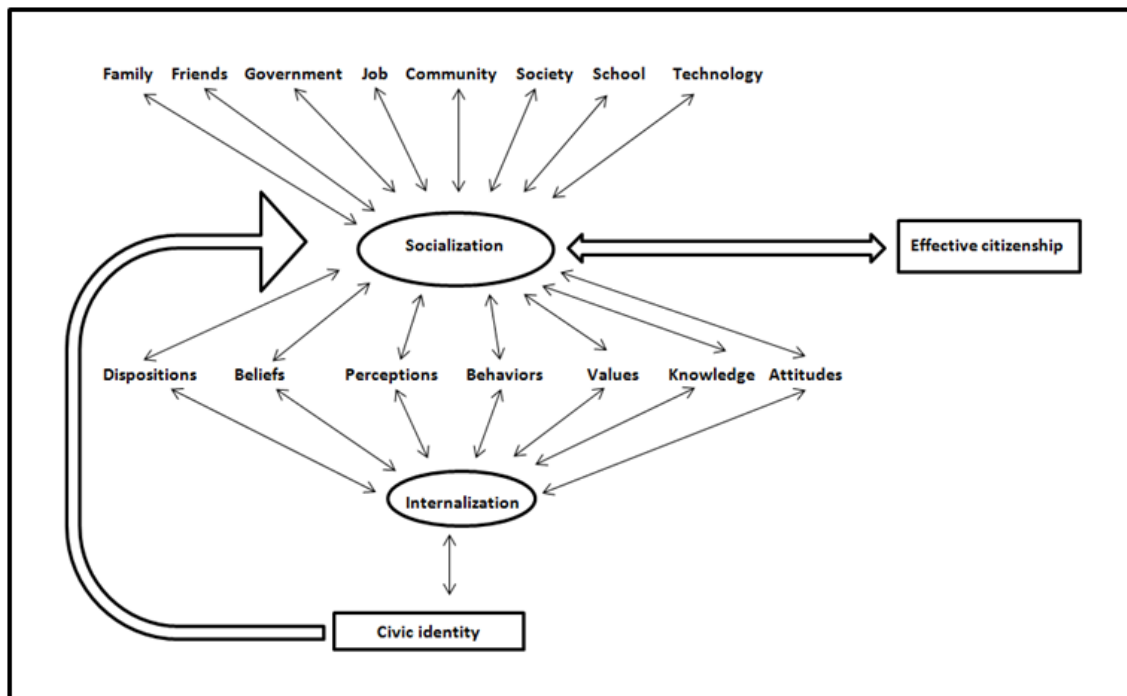 Family Friends Government Job Community Society School Technology
Socialization
Effective citizenship
Dispositions Beliefs Perceptions Behaviors Values Knowledge Attitudes
Internalization
Civic identity